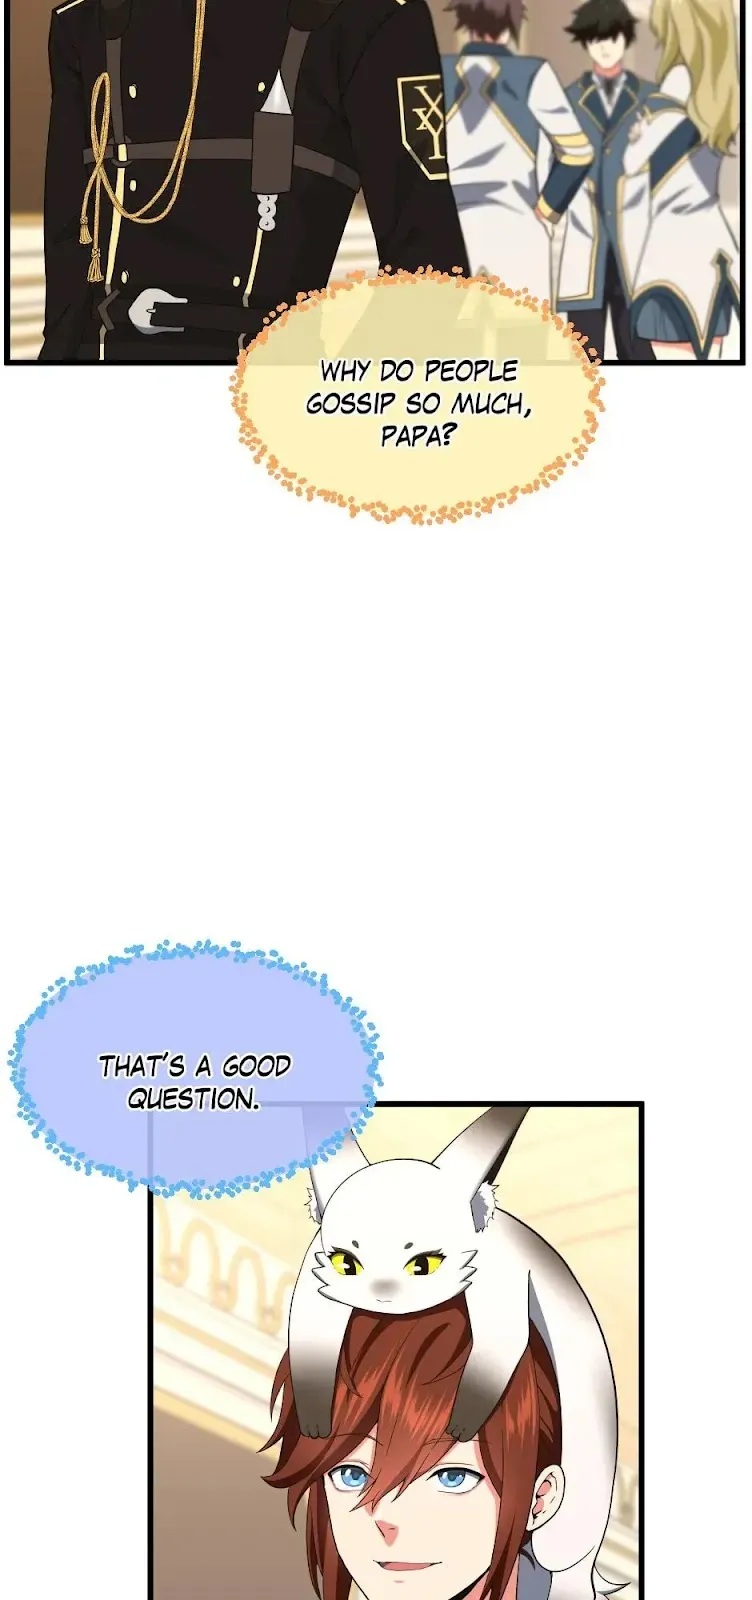 WHY DO PEOPLE
GOSSIP SO MUCH,
PAPA?
THAT'S A GOOD
QUESTION.